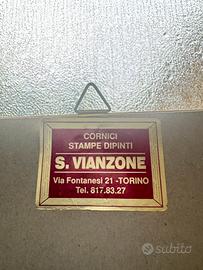 CORNICI
STAMPE DIPINTI
S. VIANZONE
Via Fontanesi 21 - TORINO
Tel. 817.83.27
subito